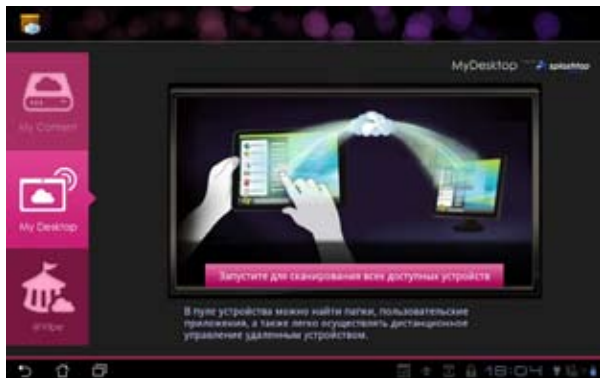 MyDesktop splashtop
My Content
My Desktop
@Vibe
Запустите для сканирования всех доступных устройств
В пуле устройства можно найти папки, пользовательские
приложения, а также легко осуществлять дистанционное
управление удаленным устройством.
18:04